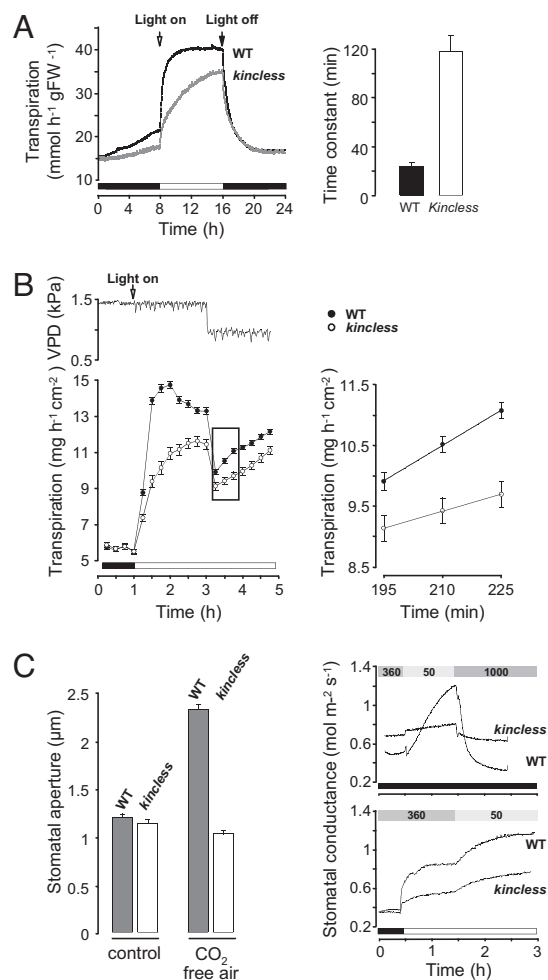 A
Light on Light off
WT
kincless
Transpiration
(mmol h-1 gFW -1)
40
30
20
10
0 4 8 12 16 20 24
Time (h)
Time constant (min)
120
80
40
0
WT Kincless
B
Light on
VPD (kPa)
1.5
0.5
WT
kincless
Transpiration (mg h-1 cm-2)
15
13
11
9
7
5
0 1 2 3 4 5
Time (h)
Transpiration (mg h-1 cm-2)
11.5
10.5
9.5
8.5
195 210 225
Time (min)
C
Stomatal aperture (μm)
2.5
2
1.5
1
0.5
0
WT kincless
WT kincless
control
CO2
free air
Stomatal conductance (mol m-2 s-1)
360 50 1000
1.4
1
0.6
0.2
kincless
WT
360 50
1.4
1
0.6
0.2
WT
kincless
0 1 2 3
Time (h)